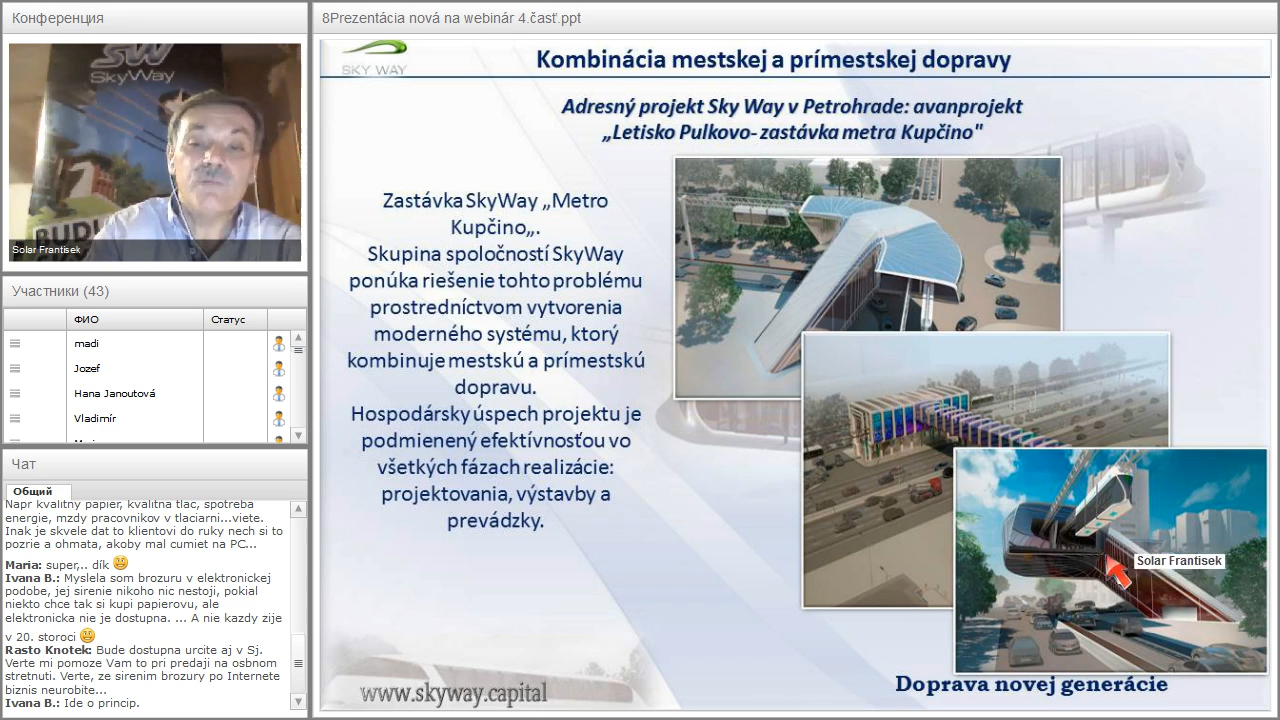 Конференция
SW
SkyWay
BUDU
Solar Frantisek
Участники (43)
ФИО
Статус
madi
Jozef
Hana Janoutová
Vladimír
Чат
Общий
Napr kvalitny papier, kvalitna tlac, spotreba
energie, mzdy pracovnikov v tlaciarni...viete.
Inak je skvele dat to klientovi do ruky nech si to
pozrie a ohmata, akoby mal cumiet na PC...
Maria: super,.. dík
Ivana B.: Myslela som brozuru v elektronickej
podobe, jej sirenie nikoho nic nestoji, pokial
niekto chce tak si kupi papierovu, ale
elektronicka nie je dostupna. ... A nie kazdy zije
v 20. storoci
Rasto Knotek: Bude dostupna urcite aj v SJ.
Verte mi pomoze Vam to pri predaji na osbnom
stretnuti. Verte, ze sirenim brozury po Internete
biznis neurobite...
Ivana B.: Ide o princip.
8Prezentácia nová na webinár 4.časť.ppt
SKY WAY
Kombinácia mestskej a prímestskej dopravy
Adresný projekt Sky Way v Petrohrade: avanprojekt
„Letisko Pulkovo- zastávka metra Kupčino"
Zastávka SkyWay „Metro
Kupčino„.
Skupina spoločností SkyWay
ponúka riešenie tohto problému
prostredníctvom vytvorenia
moderného systému, ktorý
kombinuje mestskú a prímestskú
dopravu.
Hospodársky úspech projektu je
podmienený efektívnosťou vo
všetkých fázach realizácie:
projektovania, výstavby a
prevádzky.
Solar Frantisek
www.skyway.capital
Doprava novej generácie